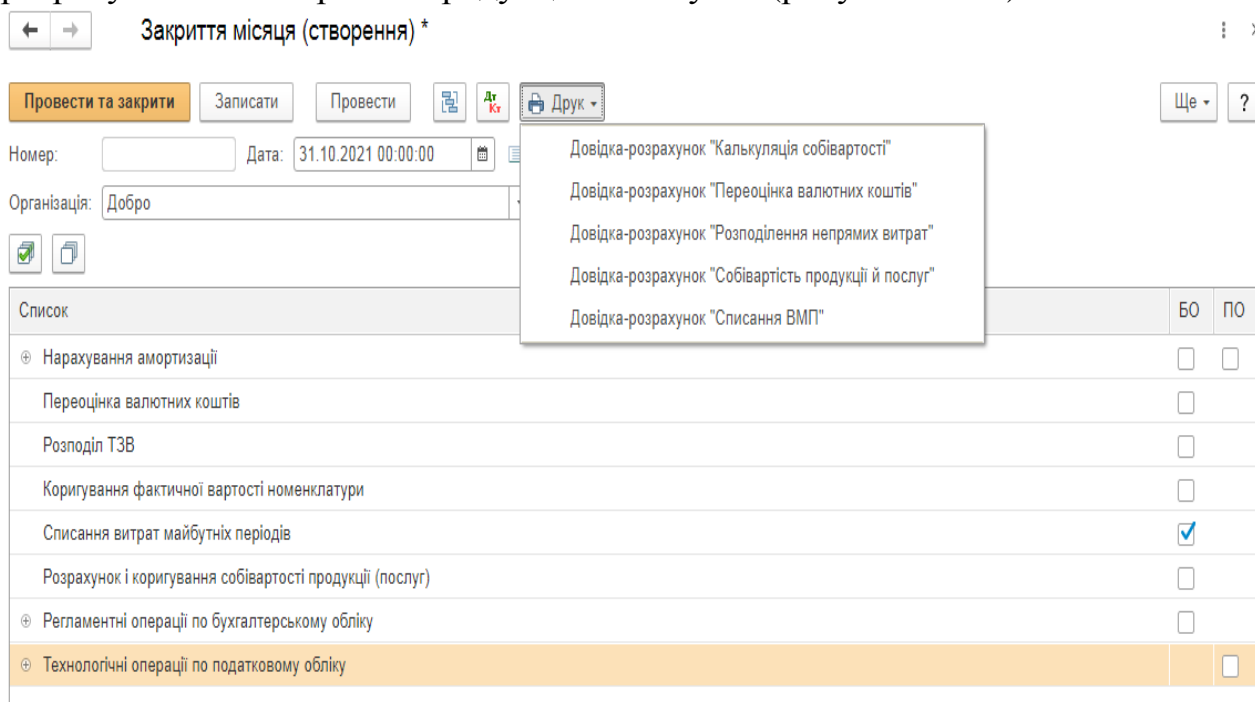 Закриття місяця (створення) *
Провести та закрити Записати Провести Дт Кт Друк Ще ?
Номер: Дата: 31.10.2021 00:00:00
Організація: Добро
Довідка-розрахунок "Калькуляція собівартості"
Довідка-розрахунок "Переоцінка валютних коштів"
Довідка-розрахунок "Розподілення непрямих витрат"
Довідка-розрахунок "Собівартість продукції й послуг"
Довідка-розрахунок "Списання ВМП"
Список БО ПО
Нарахування амортизації
Переоцінка валютних коштів
Розподіл ТЗВ
Коригування фактичної вартості номенклатури
Списання витрат майбутніх періодів
Розрахунок і коригування собівартості продукції (послуг)
Регламентні операції по бухгалтерському обліку
Технологічні операції по податковому обліку